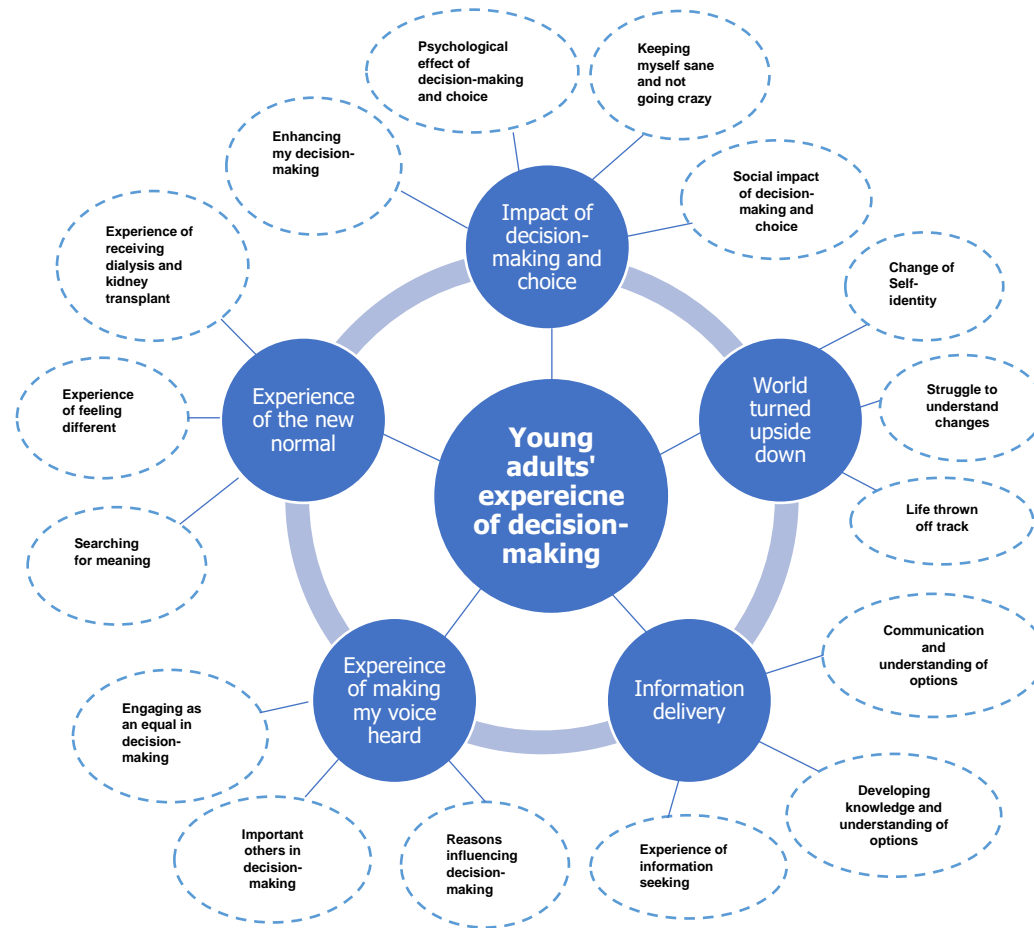 Psychological
effect of
decision-making
and choice
Keeping
myself sane
and not
going crazy
Enhancing
my decision-
making
Social impact
of decision-
making and
choice
Impact of
decision-
making and
choice
Experience of
receiving
dialysis and
kidney
transplant
Change of
Self-
identity
Experience
of feeling
different
Experience
of the new
normal
World
turned
upside
down
Struggle to
understand
changes
Young
adults'
expereicne
of decision-
making
Searching
for meaning
Life thrown
off track
Expereince
of making
my voice
heard
Information
delivery
Communication
and
understanding of
options
Engaging as
an equal in
decision-
making
Important
others in
decision-
making
Reasons
influencing
decision-
making
Experience of
information
seeking
Developing
knowledge and
understanding of
options